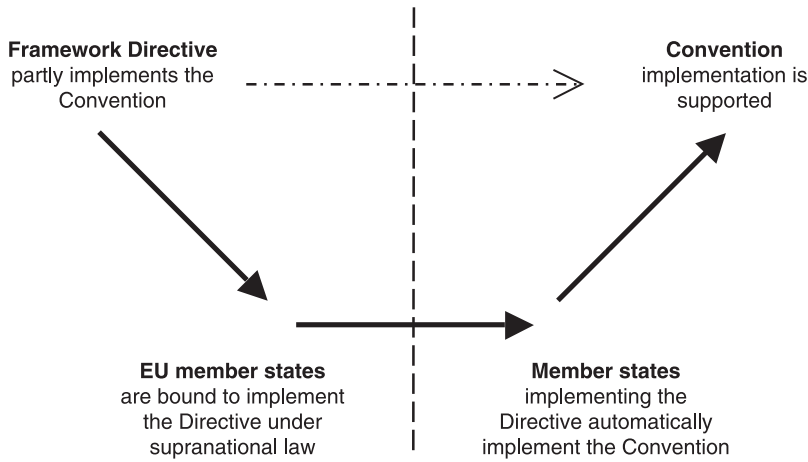 Framework Directive
partly implements the
Convention
Convention
implementation is
supported
EU member states
are bound to implement
the Directive under
supranational law
Member states
implementing the
Directive automatically
implement the Convention